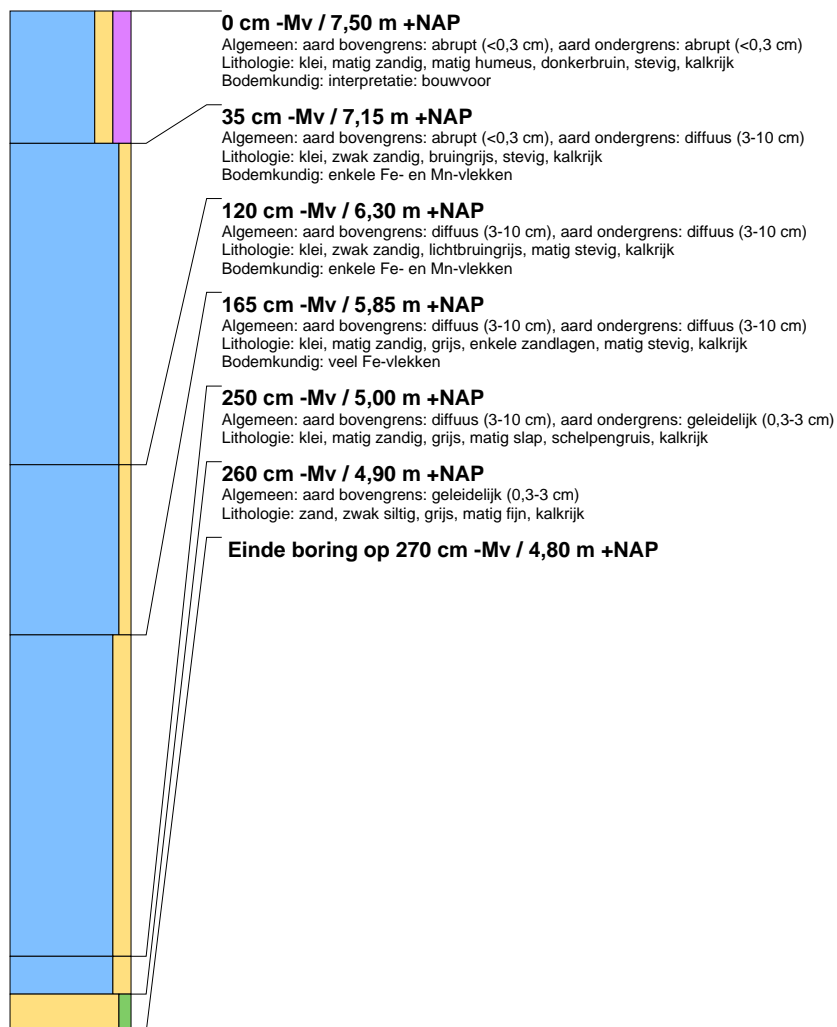 0 cm -Mv / 7,50 m +NAP
Algemeen: aard bovengrens: abrupt (<0,3 cm), aard ondergrens: abrupt (<0,3 cm)
Lithologie: klei, matig zandig, matig humeus, donkerbruin, stevig, kalkrijk
Bodemkundig: interpretatie: bouwvoor
35 cm -Mv / 7,15 m +NAP
Algemeen: aard bovengrens: abrupt (<0,3 cm), aard ondergrens: diffuus (3-10 cm)
Lithologie: klei, zwak zandig, bruingrijs, stevig, kalkrijk
Bodemkundig: enkele Fe- en Mn-vlekken
120 cm -Mv / 6,30 m +NAP
Algemeen: aard bovengrens: diffuus (3-10 cm), aard ondergrens: diffuus (3-10 cm)
Lithologie: klei, zwak zandig, lichtbruingrijs, matig stevig, kalkrijk
Bodemkundig: enkele Fe- en Mn-vlekken
165 cm -Mv / 5,85 m +NAP
Algemeen: aard bovengrens: diffuus (3-10 cm), aard ondergrens: diffuus (3-10 cm)
Lithologie: klei, matig zandig, grijs, enkele zandlagen, matig stevig, kalkrijk
Bodemkundig: veel Fe-vlekken
250 cm -Mv / 5,00 m +NAP
Algemeen: aard bovengrens: diffuus (3-10 cm), aard ondergrens: geleidelijk (0,3-3 cm)
Lithologie: klei, matig zandig, grijs, matig slap, schelpengruis, kalkrijk
260 cm -Mv / 4,90 m +NAP
Algemeen: aard bovengrens: geleidelijk (0,3-3 cm)
Lithologie: zand, zwak siltig, grijs, matig fijn, kalkrijk
Einde boring op 270 cm -Mv / 4,80 m +NAP